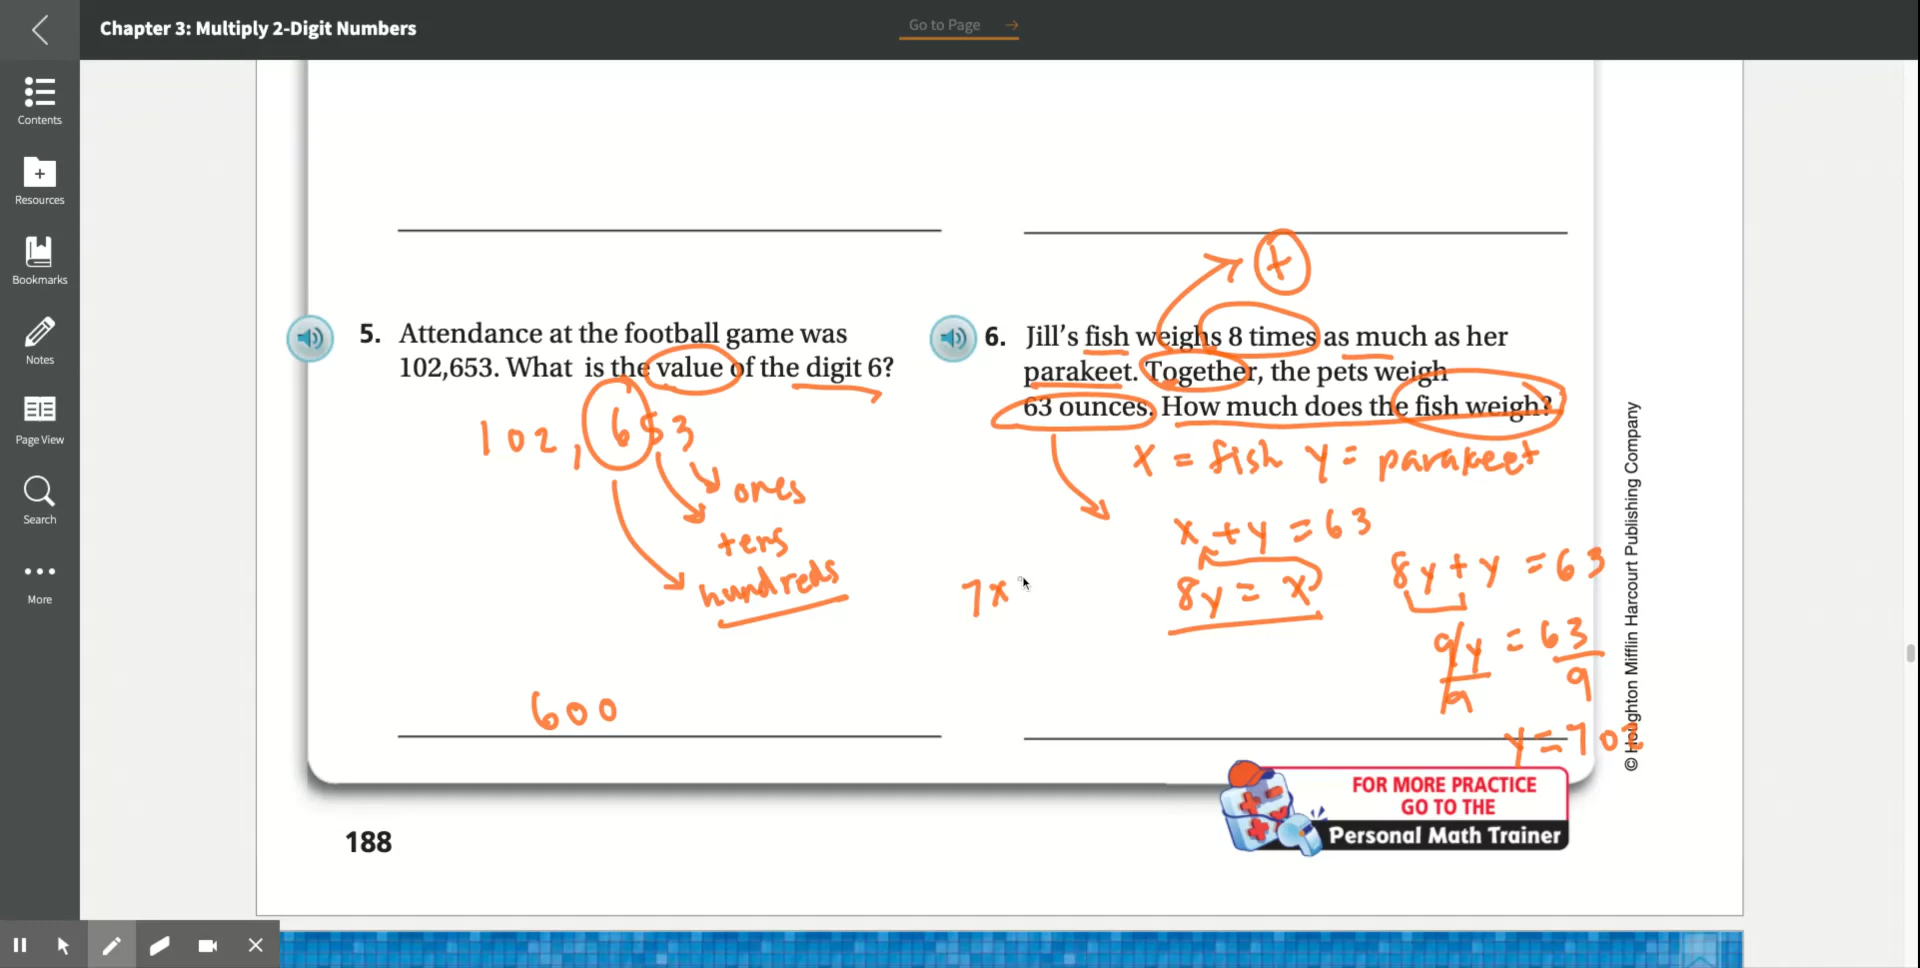 Chapter 3: Multiply 2-Digit Numbers
Go to Page →
Contents
Resources
Bookmarks
Notes
Page View
Search
More
5. Attendance at the football game was
102,653. What is the value of the digit 6?
102,653
ones
tens
hundreds
600
+
6. Jill's fish weighs 8 times as much as her
parakeet. Together, the pets weigh
63 ounces. How much does the fish weigh?
x = fish y = parakeet
x + y = 63
8y = x
7x
8y + y = 63
9y = 63
9 9
y = 7 oz
© Houghton Mifflin Harcourt Publishing Company
FOR MORE PRACTICE
GO TO THE
Personal Math Trainer
188